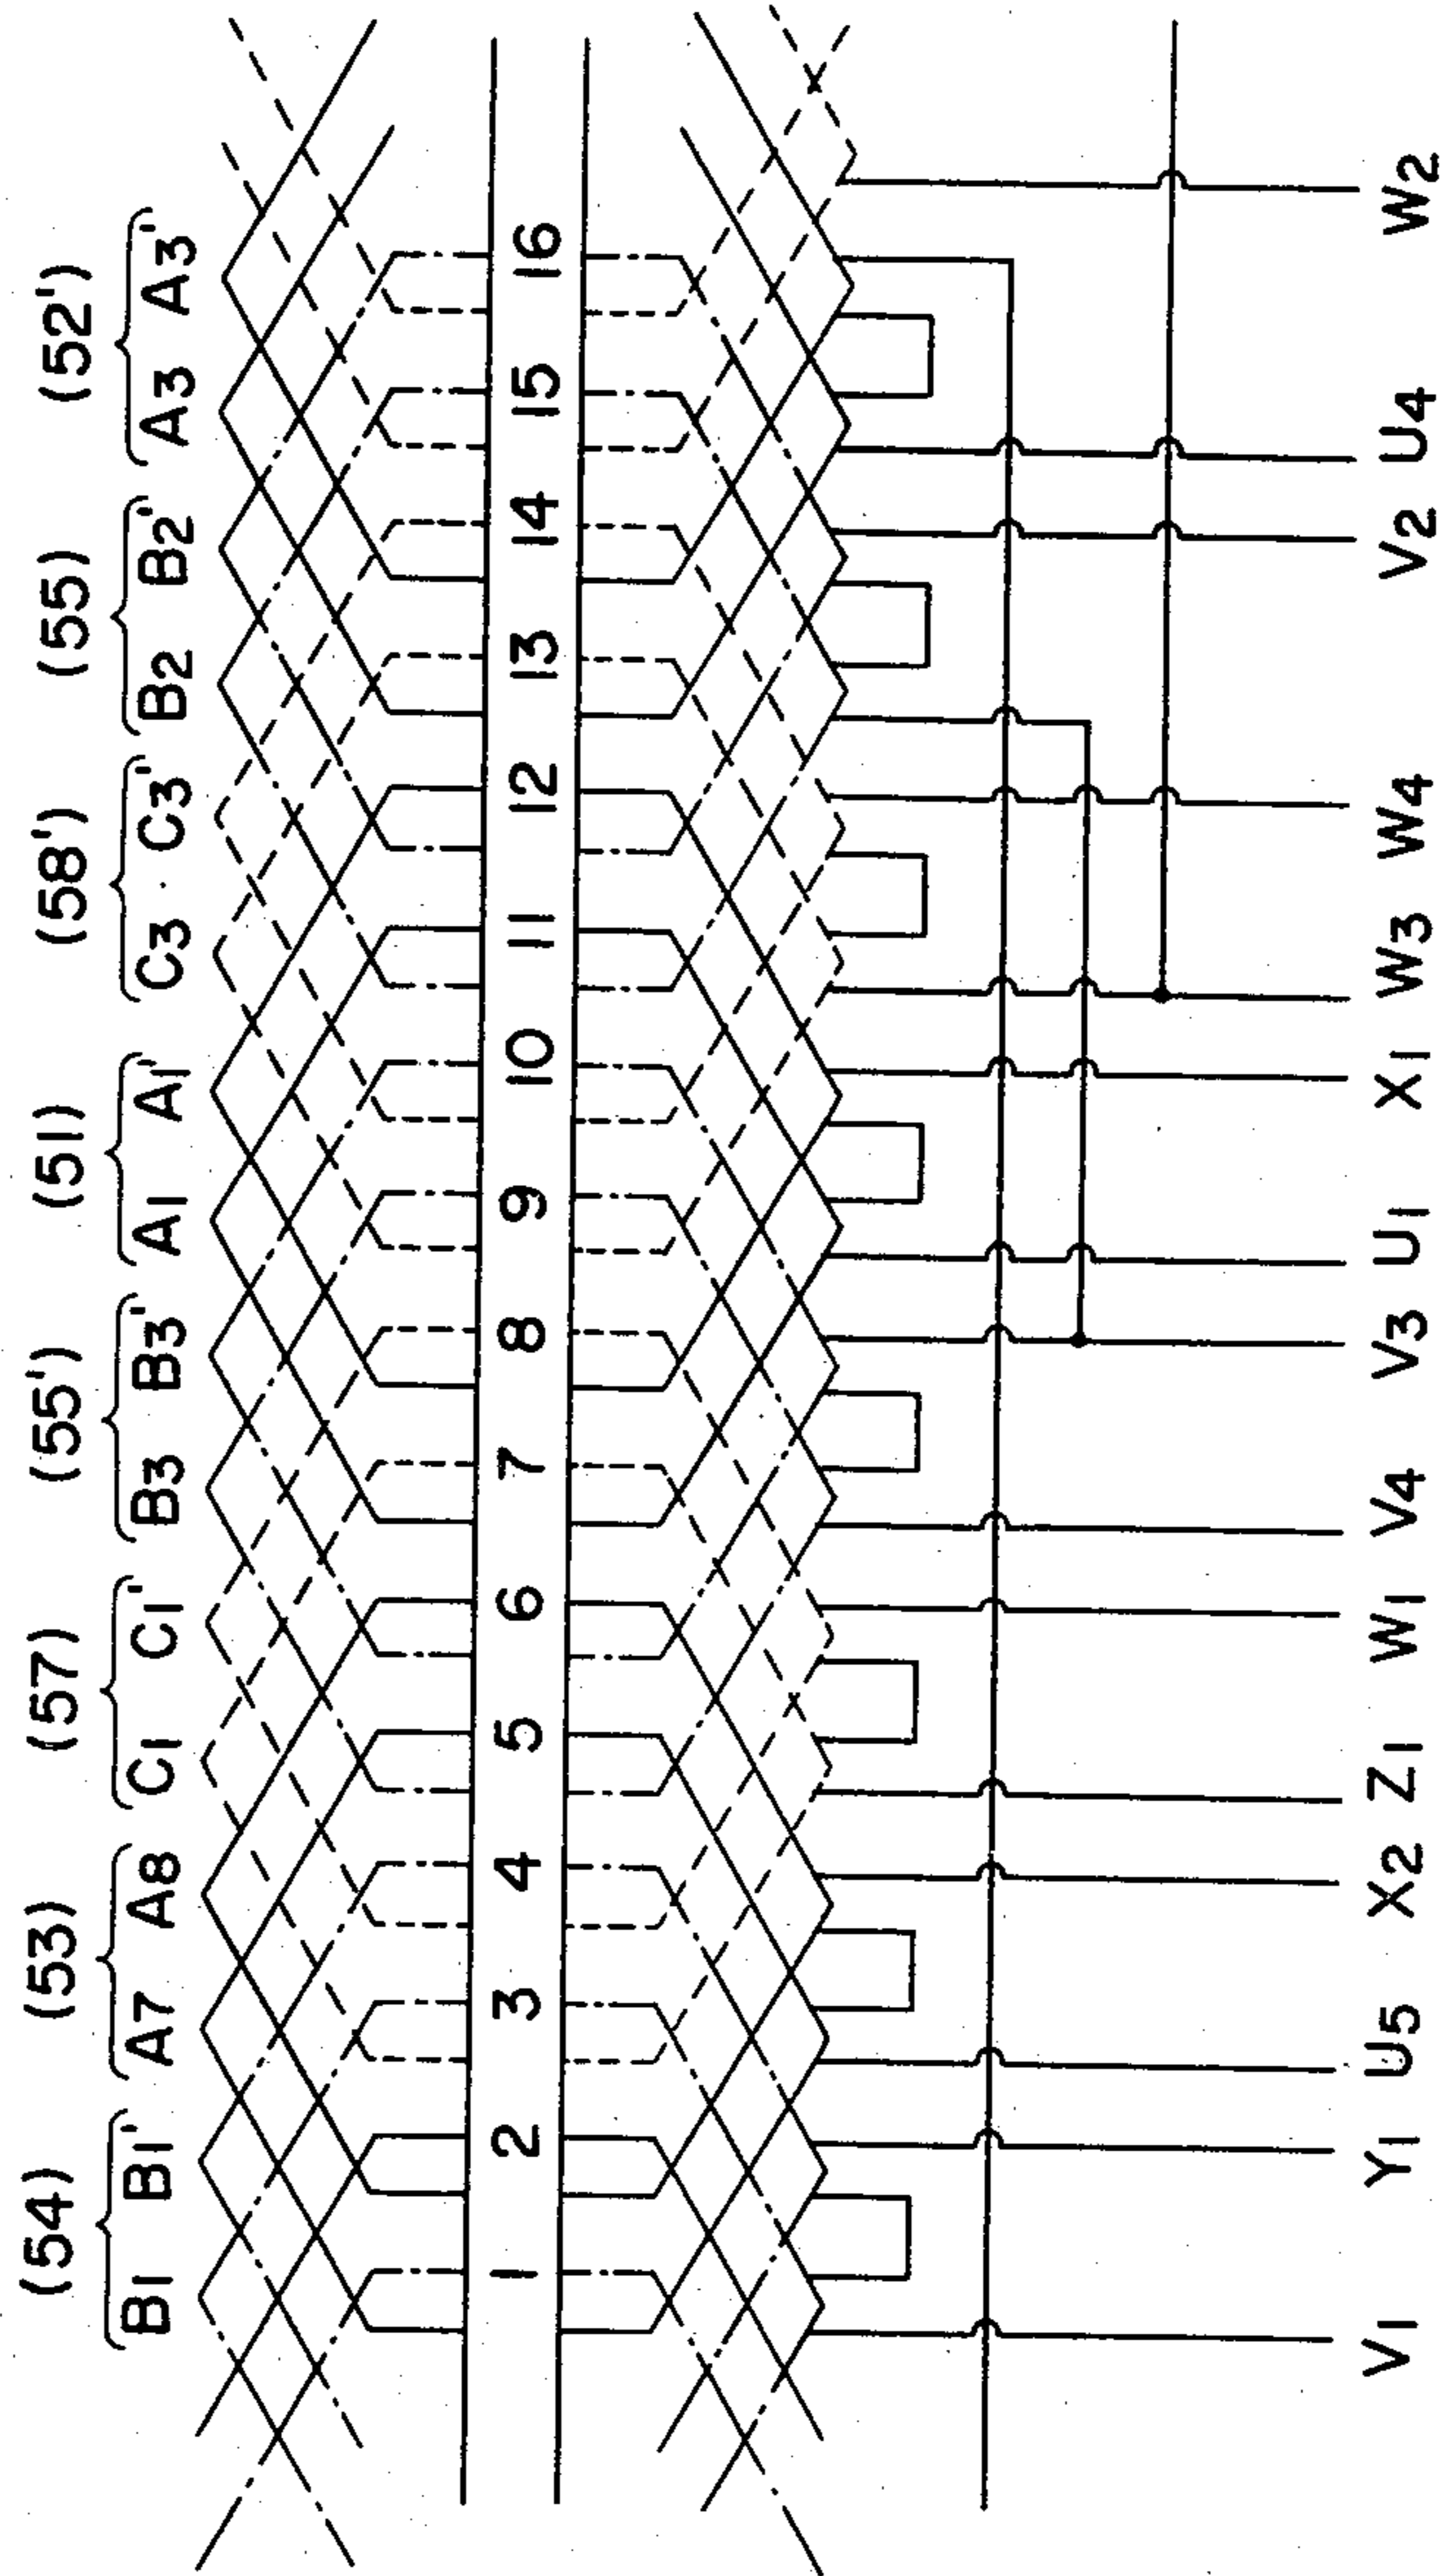 (54) (53) (57) (55') (51) (58') (55) (52')
B1 B1' A7 A8 C1 C1' B3 B3' A1 A1' C3 C3' B2 B2' A3 A3'
1 2 3 4 5 6 7 8 9 10 11 12 13 14 15 16
V1 Y1 U5 X2 Z1 W1 V4 V3 U1 X1 W3 W4 V2 U4 W2